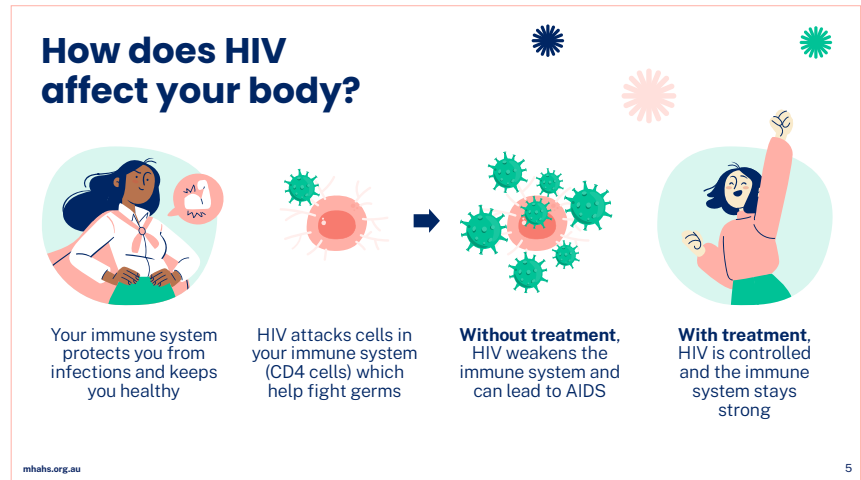 How does HIV
affect your body?
Your immune system
protects you from
infections and keeps
you healthy
HIV attacks cells in
your immune system
(CD4 cells) which
help fight germs
Without treatment,
HIV weakens the
immune system and
can lead to AIDS
With treatment,
HIV is controlled
and the immune
system stays
strong
mhahs.org.au
5